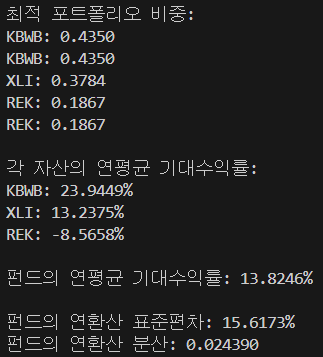 최적 포트폴리오 비중:
KBWB: 0.4350
KBWB: 0.4350
XLI: 0.3784
REK: 0.1867
REK: 0.1867
각 자산의 연평균 기대수익률:
KBWB: 23.9449%
XLI: 13.2375%
REK: -8.5658%
펀드의 연평균 기대수익률: 13.8246%
펀드의 연환산 표준편차: 15.6173%
펀드의 연환산 분산: 0.024390